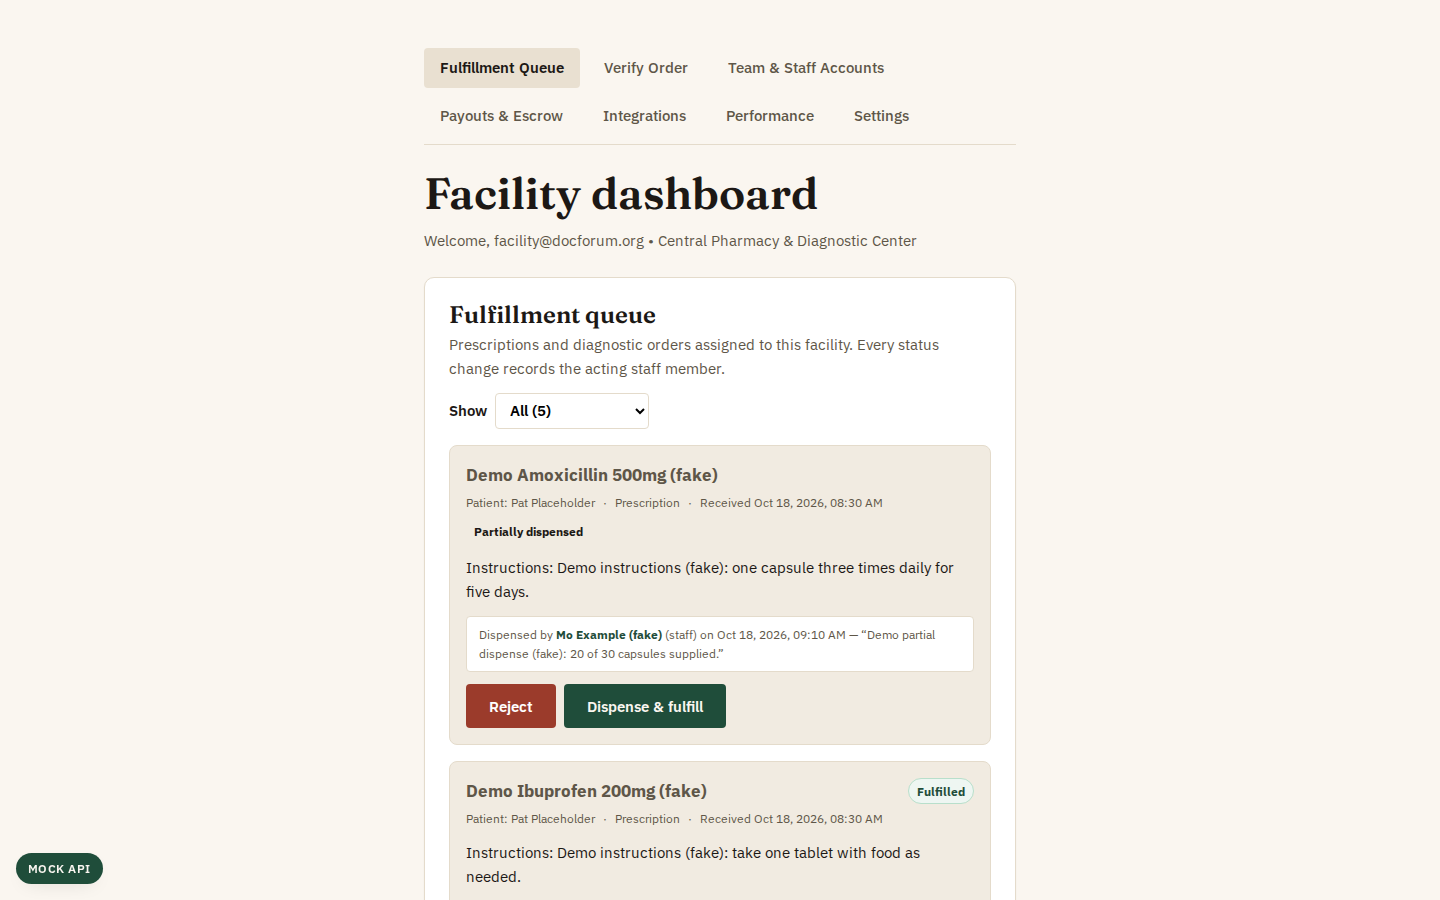 Fulfillment Queue
Verify Order
Team & Staff Accounts
Payouts & Escrow
Integrations
Performance
Settings
Facility dashboard
Welcome, facility@docforum.org • Central Pharmacy & Diagnostic Center
Fulfillment queue
Prescriptions and diagnostic orders assigned to this facility. Every status
change records the acting staff member.
Show All (5)
Demo Amoxicillin 500mg (fake)
Patient: Pat Placeholder · Prescription · Received Oct 18, 2026, 08:30 AM
Partially dispensed
Instructions: Demo instructions (fake): one capsule three times daily for
five days.
Dispensed by Mo Example (fake) (staff) on Oct 18, 2026, 09:10 AM — “Demo partial
dispense (fake): 20 of 30 capsules supplied.”
Reject
Dispense & fulfill
Demo Ibuprofen 200mg (fake)
Fulfilled
Patient: Pat Placeholder · Prescription · Received Oct 18, 2026, 08:30 AM
Instructions: Demo instructions (fake): take one tablet with food as
needed.
MOCK API